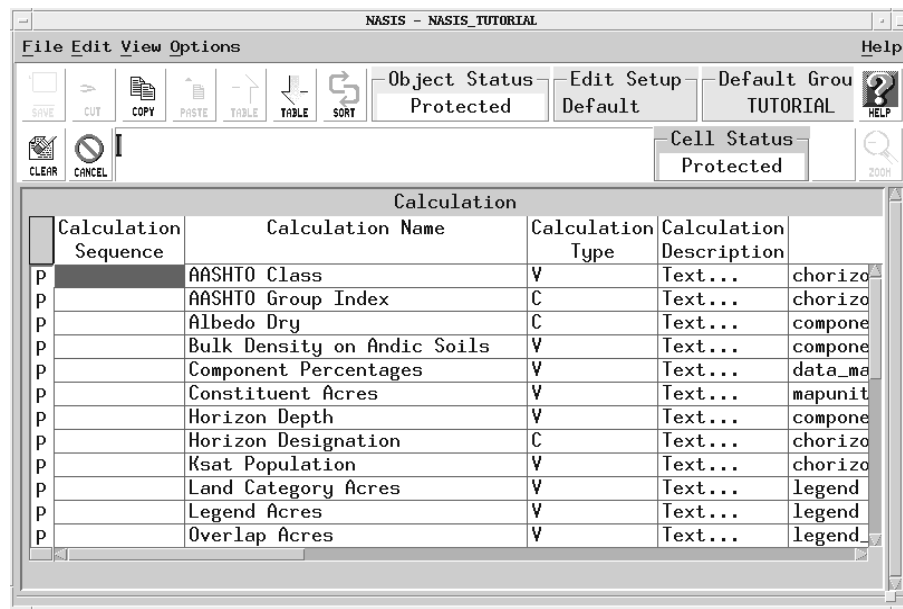 NASIS - NASIS_TUTORIAL
File Edit View Options Help
Object Status Edit Setup Default Grou
SAVE CUT COPY PASTE TABLE TABLE SORT Protected Default TUTORIAL HELP
Cell Status
CLEAR CANCEL Protected ZOOM
Calculation
Calculation Sequence Calculation Name Calculation Type Calculation Description
P AASHTO Class V Text... chorizo
P AASHTO Group Index C Text... chorizo
P Albedo Dry C Text... compone
P Bulk Density on Andic Soils V Text... compone
P Component Percentages V Text... data_ma
P Constituent Acres V Text... mapunit
P Horizon Depth V Text... compone
P Horizon Designation C Text... chorizo
P Ksat Population V Text... chorizo
P Land Category Acres V Text... legend
P Legend Acres V Text... legend
P Overlap Acres V Text... legend_